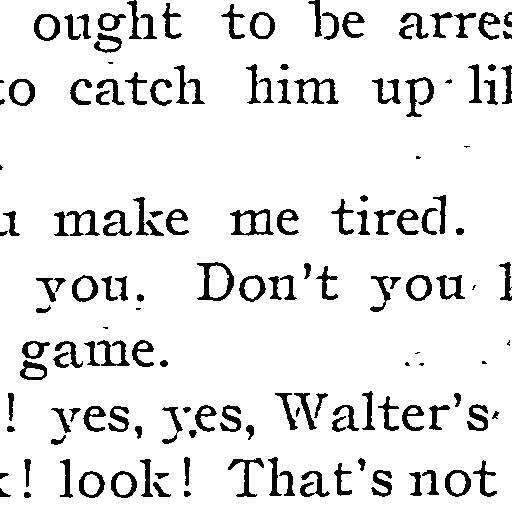 ought to be arres
to catch him up lil
u make me tired.
you. Don't you
game.
! yes, yes, Walter's
k! look! That's not